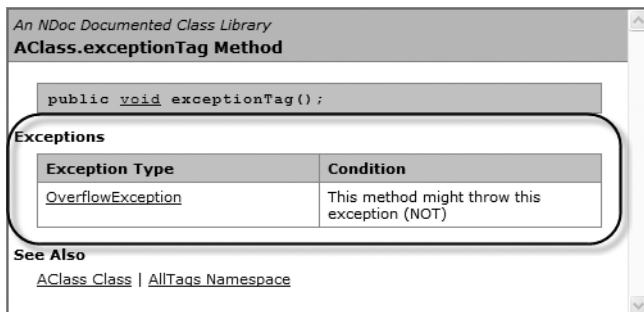 An NDoc Documented Class Library
AClass.exceptionTag Method
public void exceptionTag();
Exceptions
Exception Type Condition
OverflowException This method might throw this
exception (NOT)
See Also
AClass Class | AllTags Namespace